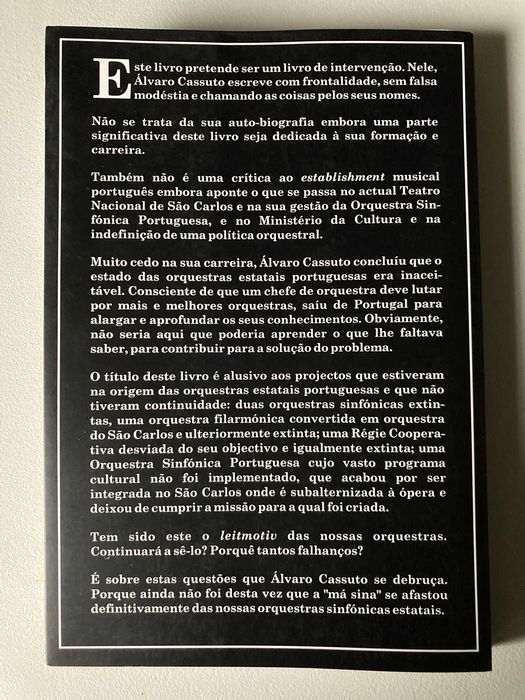 Este livro pretende ser um livro de intervenção. Nele,
Álvaro Cassuto escreve com frontalidade, sem falsa
modéstia e chamando as coisas pelos seus nomes.
Não se trata da sua auto-biografia embora uma parte
significativa deste livro seja dedicada à sua formação e
carreira.
Também não é uma crítica ao establishment musical
português embora aponte o que se passa no actual Teatro
Nacional de São Carlos e na sua gestão da Orquestra Sin-
fónica Portuguesa, e no Ministério da Cultura e na
indefinição de uma política orquestral.
Muito cedo na sua carreira, Álvaro Cassuto concluíu que o
estado das orquestras estatais portuguesas era inacei-
tável. Consciente de que um chefe de orquestra deve lutar
por mais e melhores orquestras, saíu de Portugal para
alargar e aprofundar os seus conhecimentos. Obviamente,
não seria aqui que poderia aprender o que lhe faltava
saber, para contribuir para a solução do problema.
O título deste livro é alusivo aos projectos que estiveram
na origem das orquestras estatais portuguesas e que não
tiveram continuidade: duas orquestras sinfónicas extin-
tas, uma orquestra filarmónica convertida em orquestra
do São Carlos e ulteriormente extinta; uma Régie Coopera-
tiva desviada do seu objectivo e igualmente extinta; uma
Orquestra Sinfónica Portuguesa cujo vasto programa
cultural não foi implementado, que acabou por ser
integrada no São Carlos onde é subalternizada à ópera e
deixou de cumprir a missão para a qual foi criada.
Tem sido este o leitmotiv das nossas orquestras.
Continuará a sê-lo? Porquê tantos falhanços?
É sobre estas questões que Álvaro Cassuto se debruça.
Porque ainda não foi desta vez que a "má sina" se afastou
definitivamente das nossas orquestras sinfónicas estatais.